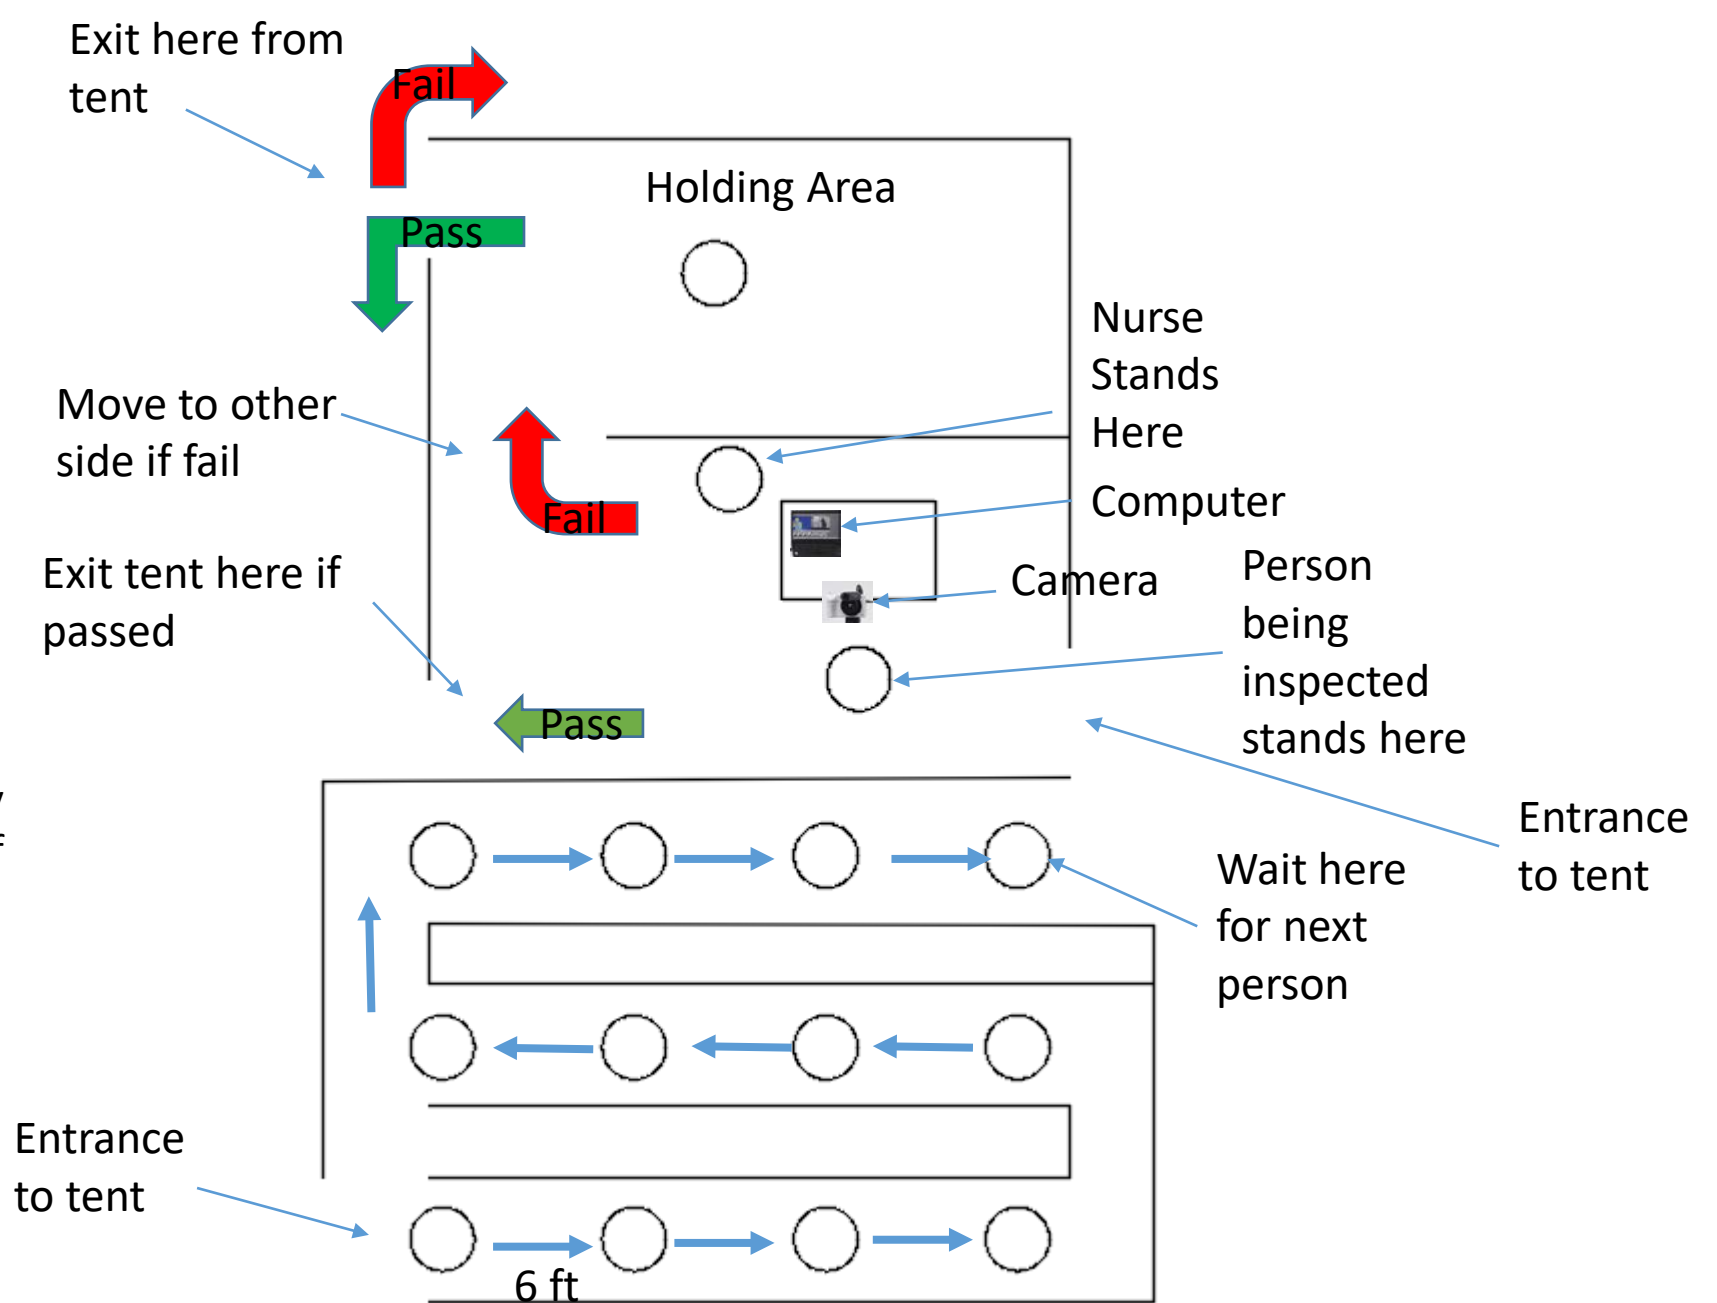 Exit here from
tent
Fail
Holding Area
Pass
Nurse
Stands
Here
Move to other
side if fail
Fail
Computer
Exit tent here if
passed
Camera
Person
being
inspected
stands here
Pass
Entrance
to tent
Wait here
for next
person
Entrance
to tent
6 ft